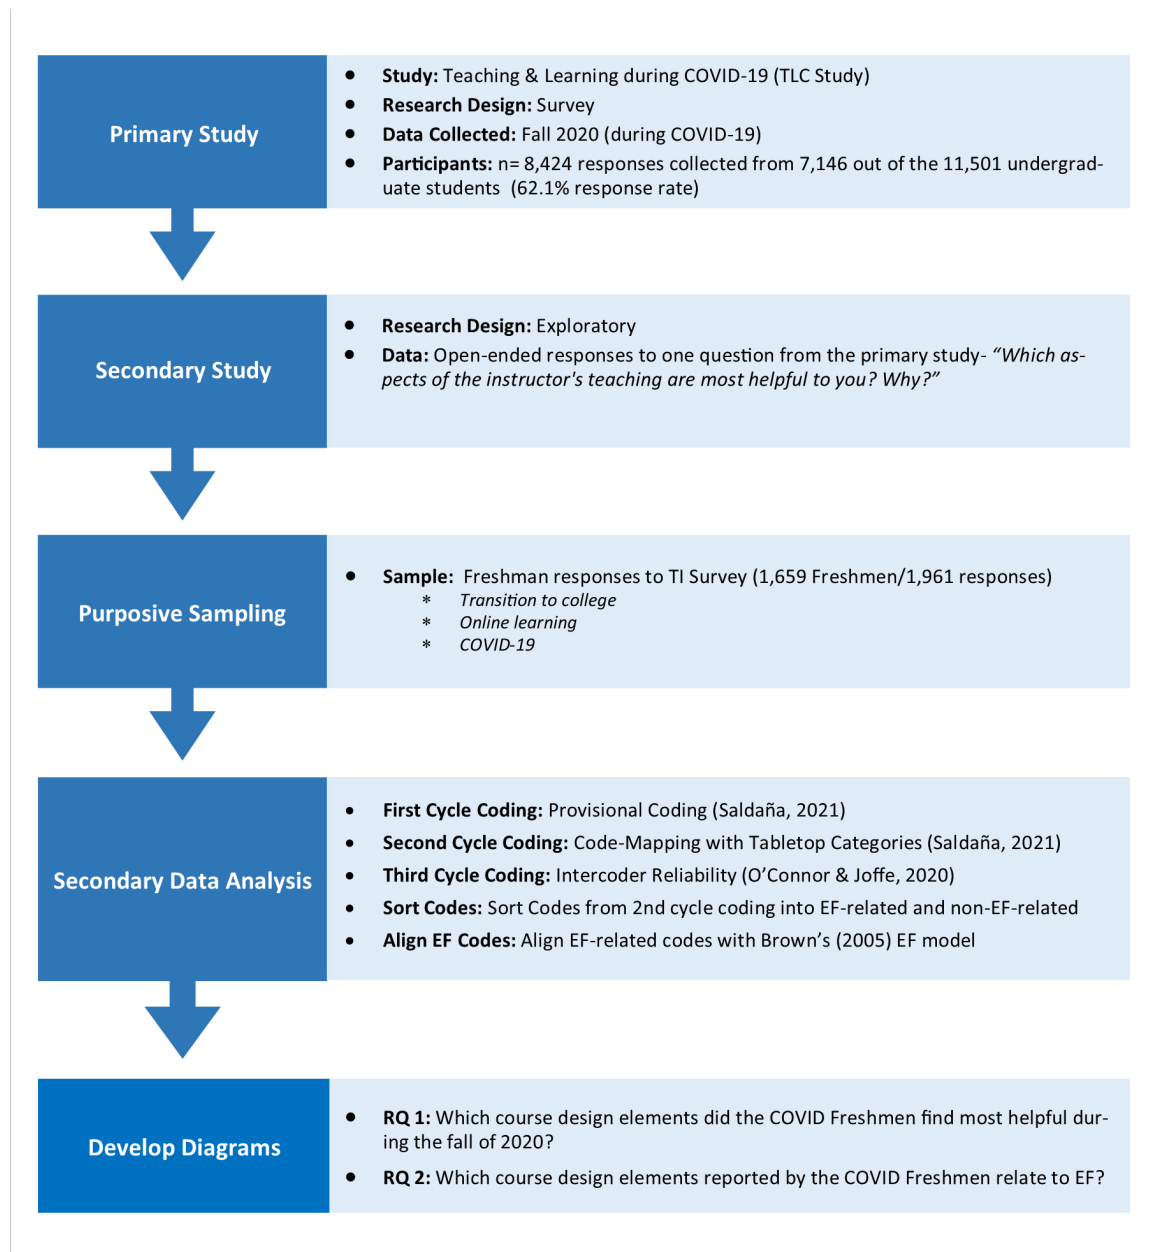 Primary Study
● Study: Teaching & Learning during COVID-19 (TLC Study)
● Research Design: Survey
● Data Collected: Fall 2020 (during COVID-19)
● Participants: n= 8,424 responses collected from 7,146 out of the 11,501 undergrad-
uate students (62.1% response rate)
Secondary Study
● Research Design: Exploratory
● Data: Open-ended responses to one question from the primary study- “Which as-
pects of the instructor's teaching are most helpful to you? Why?”
Purposive Sampling
● Sample: Freshman responses to TI Survey (1,659 Freshmen/1,961 responses)
* Transition to college
* Online learning
* COVID-19
Secondary Data Analysis
● First Cycle Coding: Provisional Coding (Saldaña, 2021)
● Second Cycle Coding: Code-Mapping with Tabletop Categories (Saldaña, 2021)
● Third Cycle Coding: Intercoder Reliability (O’Connor & Joffe, 2020)
● Sort Codes: Sort Codes from 2nd cycle coding into EF-related and non-EF-related
● Align EF Codes: Align EF-related codes with Brown’s (2005) EF model
Develop Diagrams
● RQ 1: Which course design elements did the COVID Freshmen find most helpful dur-
ing the fall of 2020?
● RQ 2: Which course design elements reported by the COVID Freshmen relate to EF?